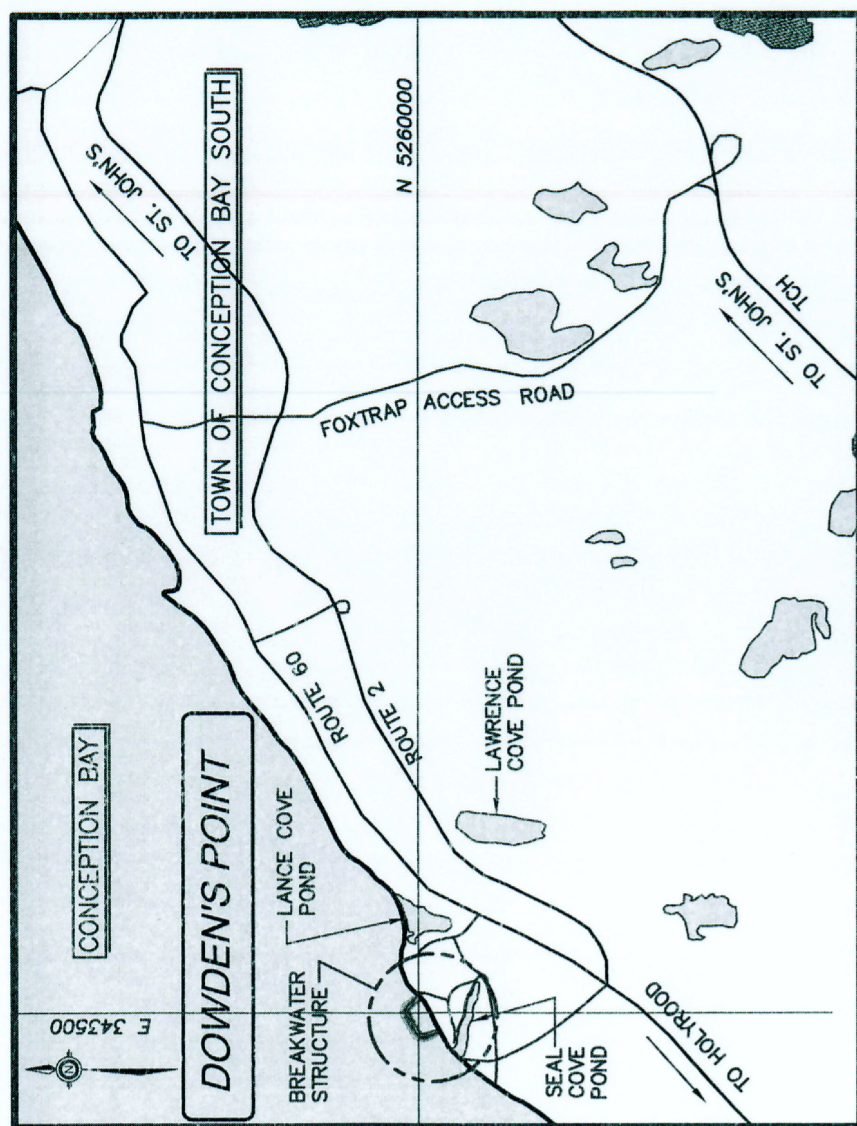 CONCEPTION BAY
TOWN OF CONCEPTION BAY SOUTH
TO ST. JOHN'S
N 5260000
E 343500
N
DOWDEN'S POINT
BREAKWATER
STRUCTURE
LANCE COVE
POND
ROUTE 60
ROUTE 2
FOXTRAP ACCESS ROAD
LAWRENCE
COVE POND
SEAL
COVE
POND
TO HOLYROOD
TO ST. JOHN'S
TCH